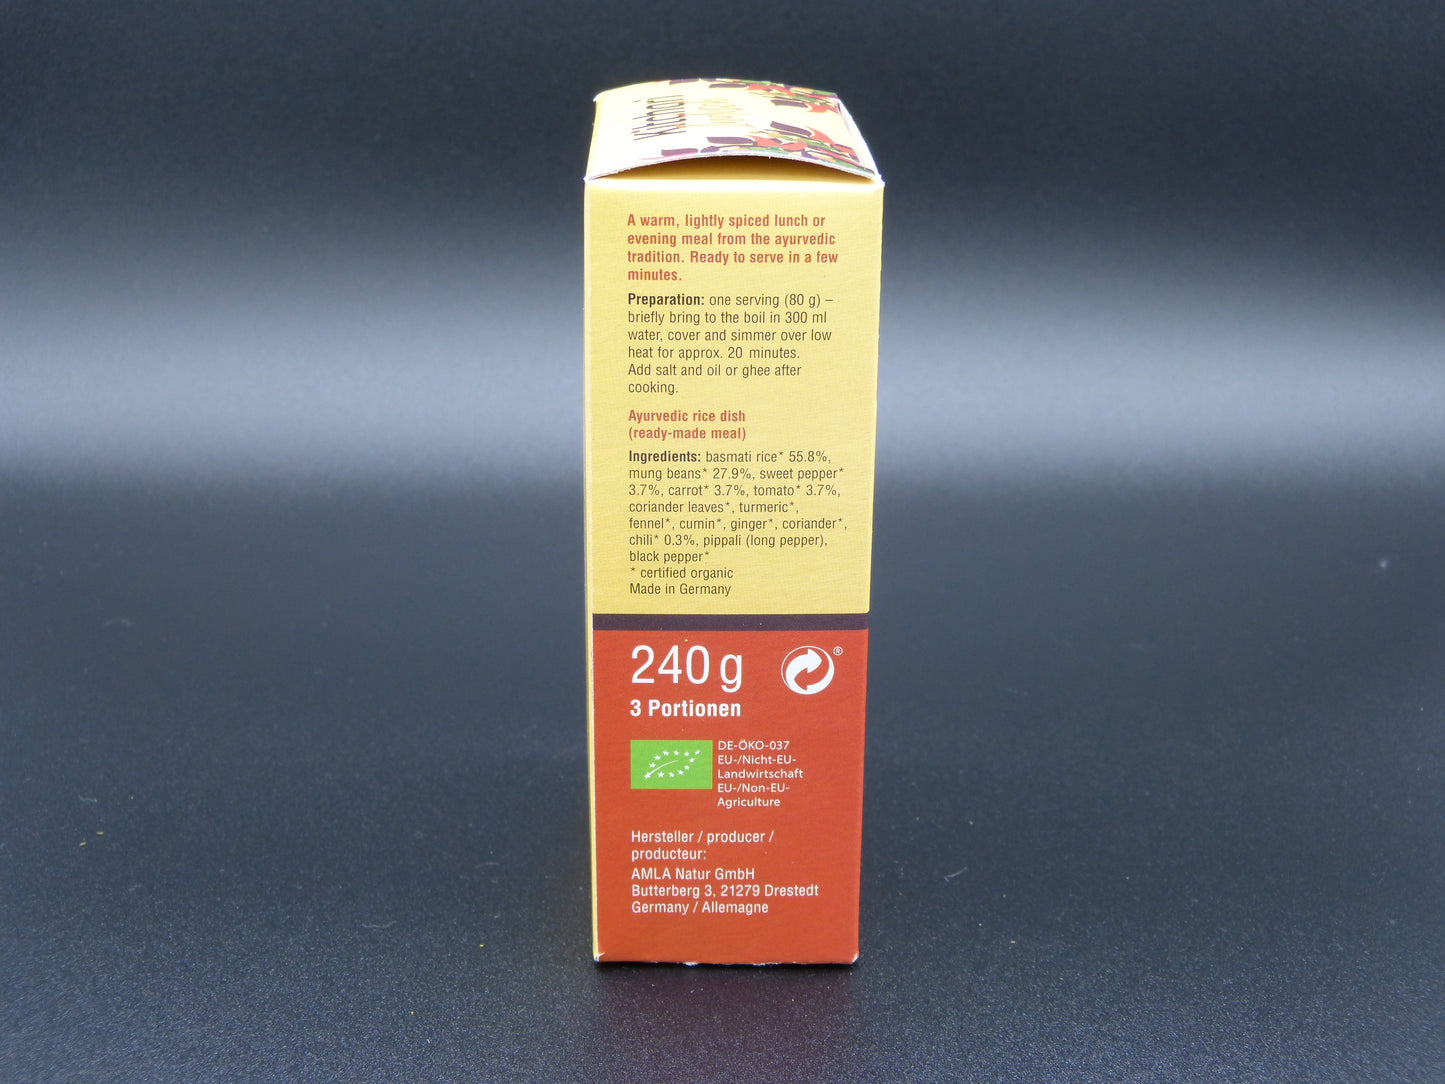 Kitchari
A warm, lightly spiced lunch or
evening meal from the ayurvedic
tradition. Ready to serve in a few
minutes.
Preparation: one serving (80 g) –
briefly bring to the boil in 300 ml
water, cover and simmer over low
heat for approx. 20 minutes.
Add salt and oil or ghee after
cooking.
Ayurvedic rice dish
(ready-made meal)
Ingredients: basmati rice* 55.8%,
mung beans* 27.9%, sweet pepper*
3.7%, carrot* 3.7%, tomato* 3.7%,
coriander leaves*, turmeric*,
fennel*, cumin*, ginger*, coriander*,
chili* 0.3%, pippali (long pepper),
black pepper*
* certified organic
Made in Germany
240 g
®
3 Portionen
DE-ÖKO-037
EU-/Nicht-EU-
Landwirtschaft
EU-/Non-EU-
Agriculture
Hersteller / producer /
producteur:
AMLA Natur GmbH
Butterberg 3, 21279 Drestedt
Germany / Allemagne